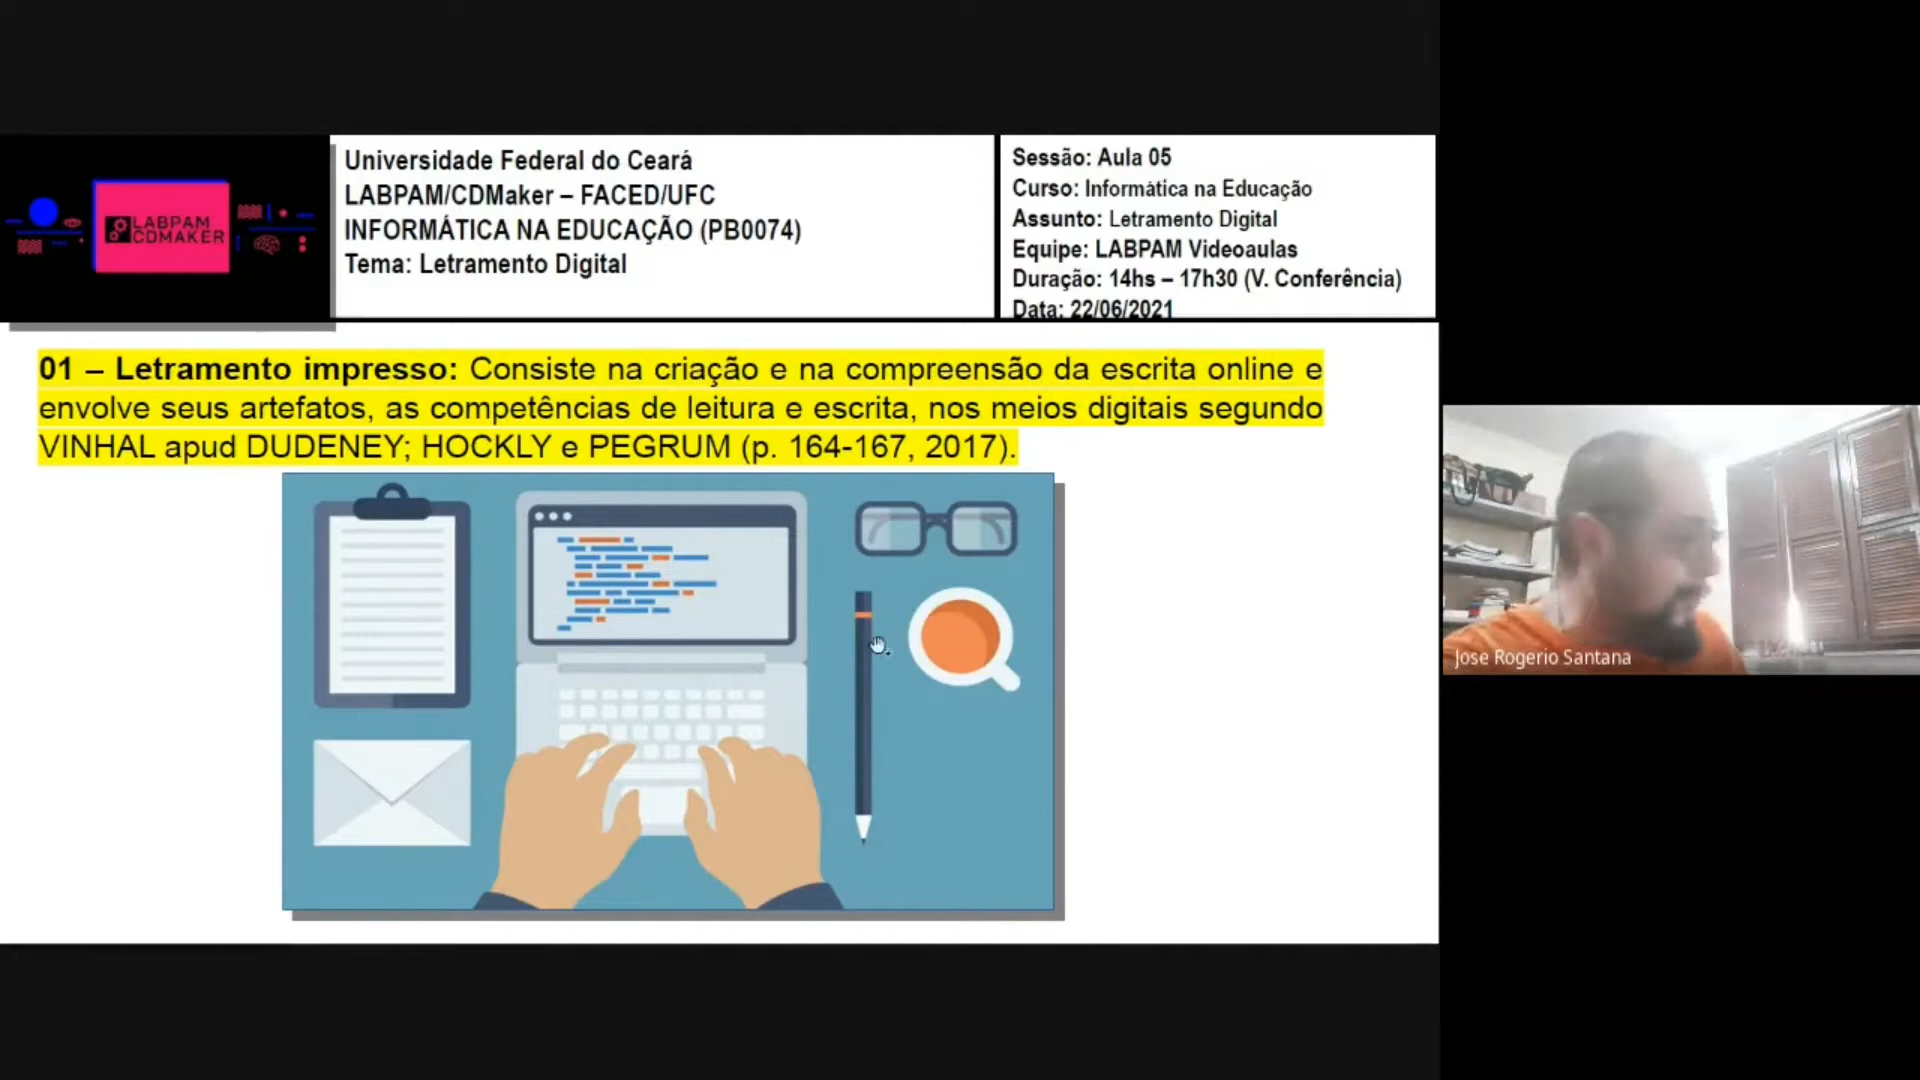 LABPAM
CDMAKER
Universidade Federal do Ceará
LABPAM/CDMaker – FACED/UFC
INFORMÁTICA NA EDUCAÇÃO (PB0074)
Tema: Letramento Digital
Sessão: Aula 05
Curso: Informática na Educação
Assunto: Letramento Digital
Equipe: LABPAM Videoaulas
Duração: 14hs – 17h30 (V. Conferência)
Data: 22/06/2021
01 – Letramento impresso: Consiste na criação e na compreensão da escrita online e
envolve seus artefatos, as competências de leitura e escrita, nos meios digitais segundo
VINHAL apud DUDENEY; HOCKLY e PEGRUM (p. 164-167, 2017).
Jose Rogerio Santana